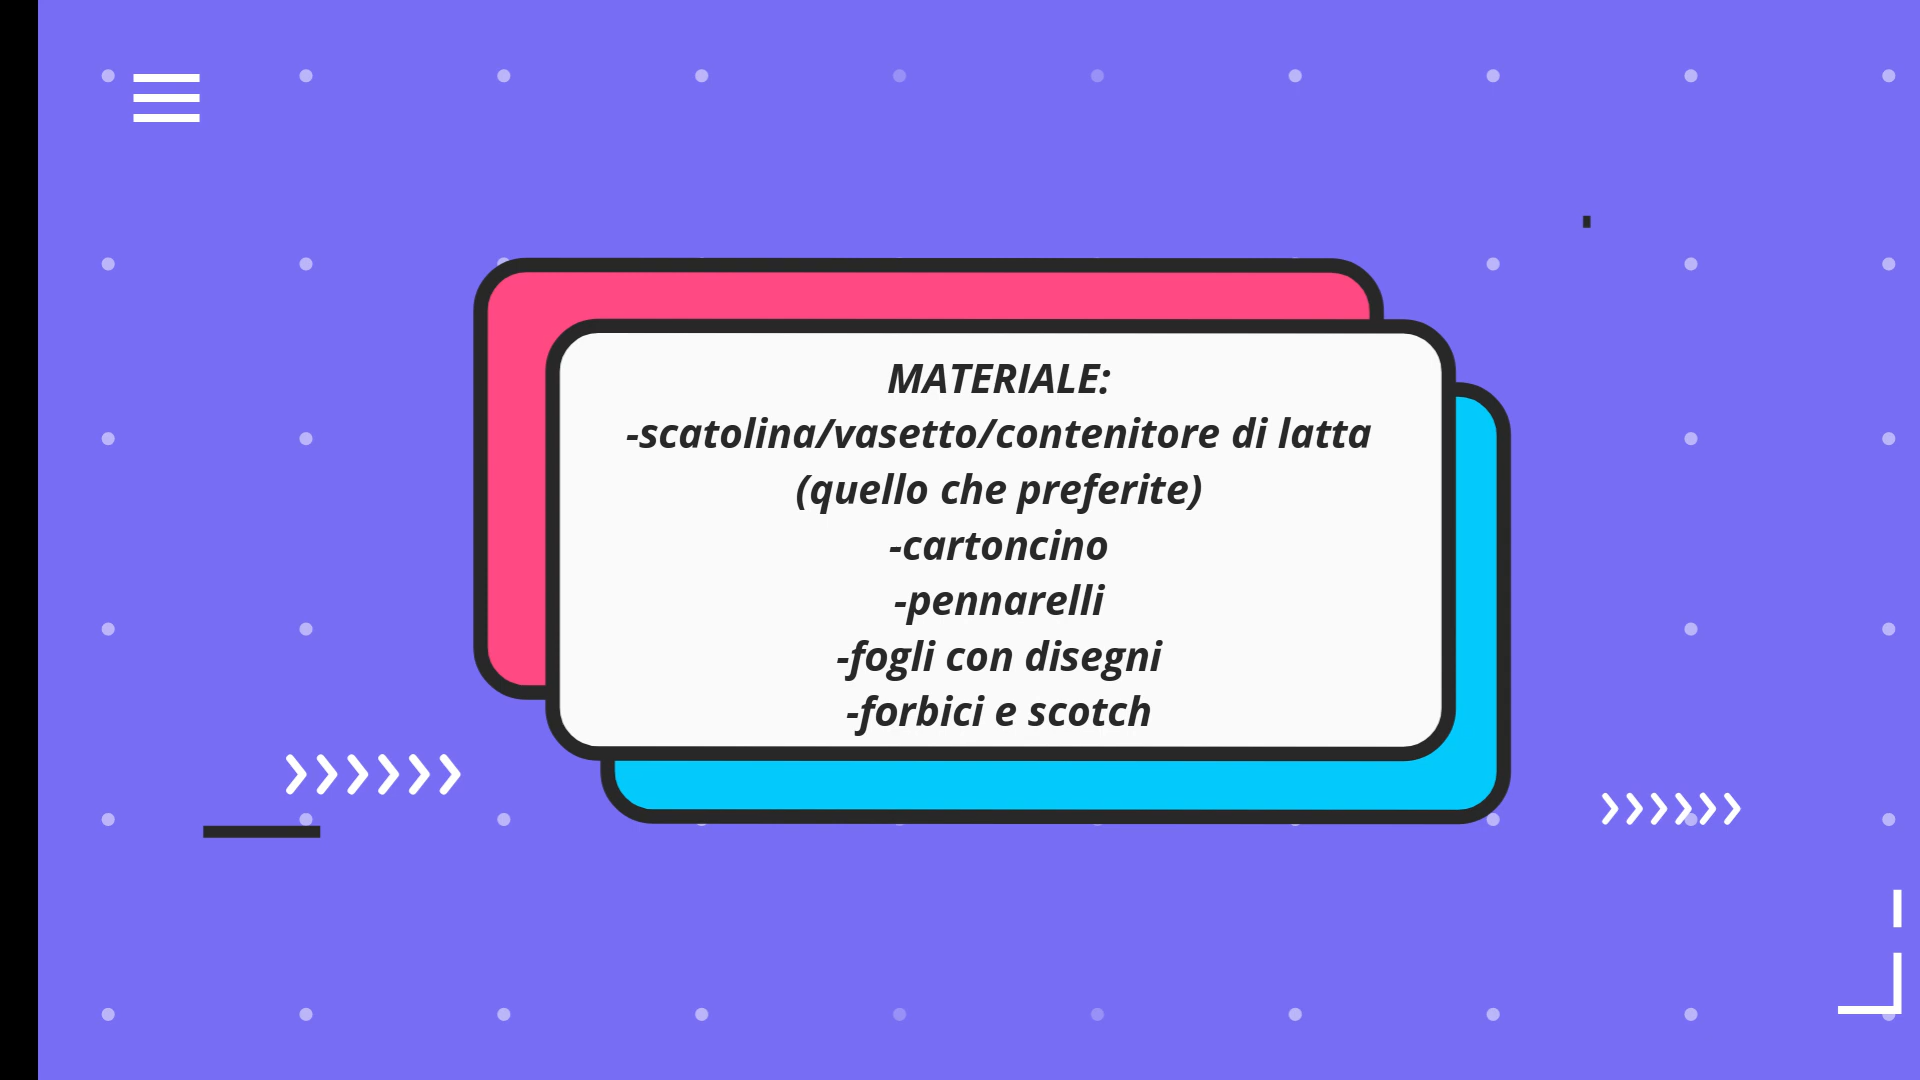 MATERIALE:
-scatolina/vasetto/contenitore di latta
(quello che preferite)
-cartoncino
-pennarelli
-fogli con disegni
-forbici e scotch